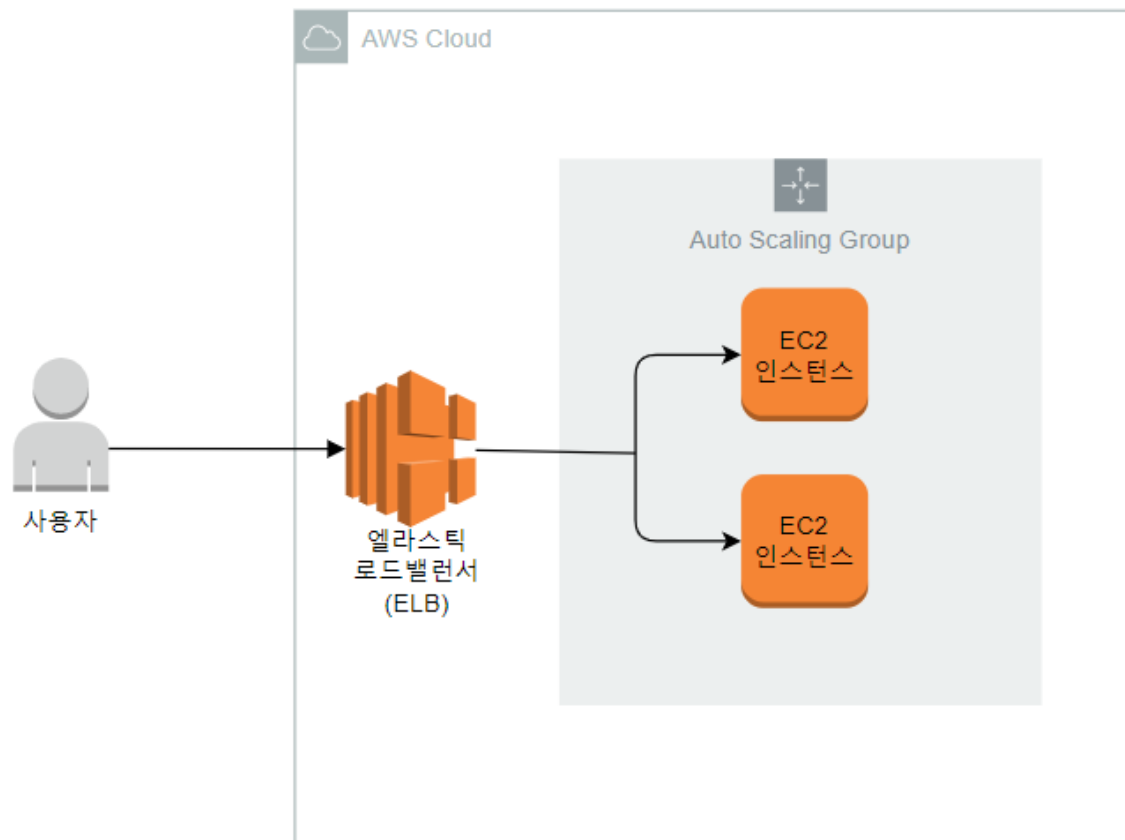 AWS Cloud
Auto Scaling Group
EC2
인스턴스
사용자
엘라스틱
로드밸런서
(ELB)
EC2
인스턴스